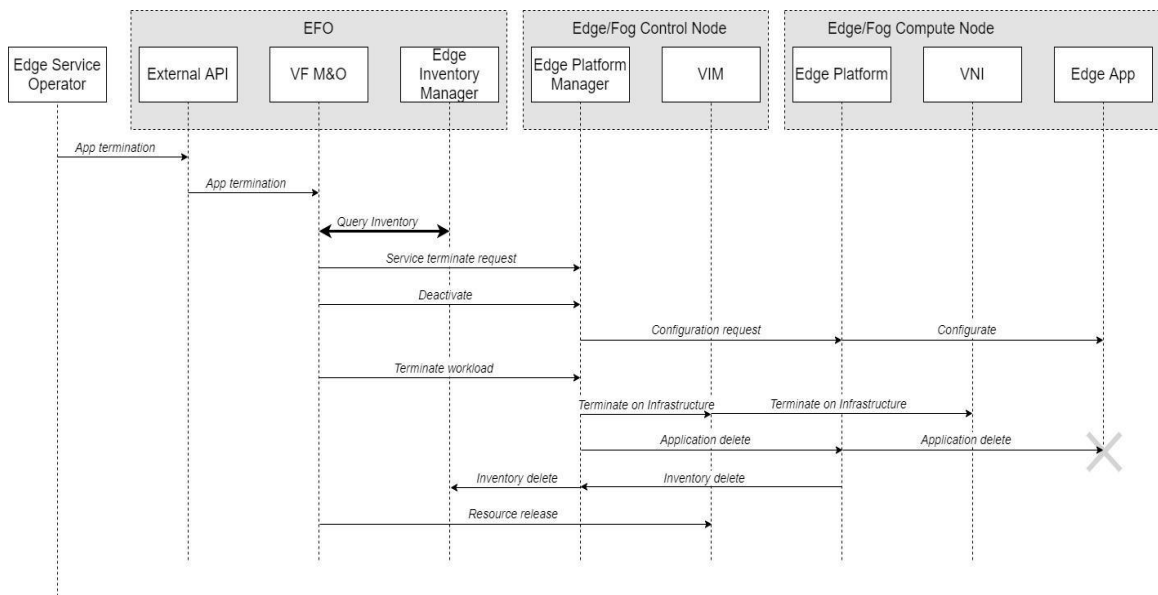 EFO
Edge/Fog Control Node
Edge/Fog Compute Node
Edge Service
Operator
External API
VF M&O
Edge
Inventory
Manager
Edge Platform
Manager
VIM
Edge Platform
VNI
Edge App
App termination
App termination
Query Inventory
Service terminate request
Deactivate
Configuration request
Configurate
Terminate workload
Terminate on Infrastructure
Terminate on Infrastructure
Application delete
Application delete
Inventory delete
Inventory delete
Resource release